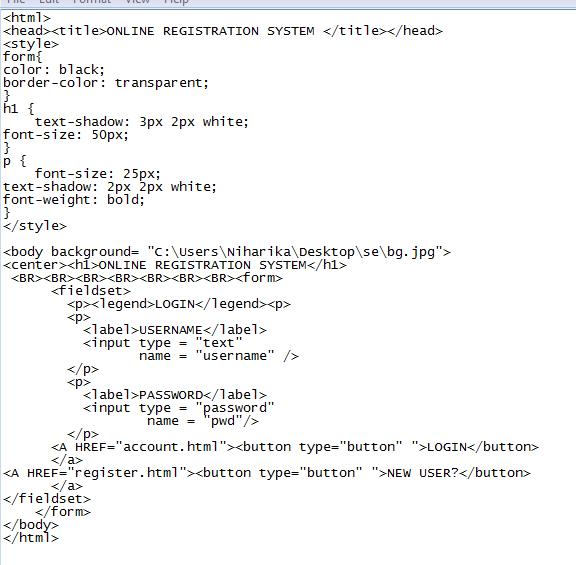 File Edit Format View Help
<html>
<head><title>ONLINE REGISTRATION SYSTEM </title></head>
<style>
form{
color: black;
border-color: transparent;
}
h1 {
    text-shadow: 3px 2px white;
font-size: 50px;
}
p {
    font-size: 25px;
text-shadow: 2px 2px white;
font-weight: bold;
}
</style>

<body background= "C:\Users\Niharika\Desktop\se\bg.jpg">
<center><h1>ONLINE REGISTRATION SYSTEM</h1>
 <BR><BR><BR><BR><BR><BR><BR><form>
      <fieldset>
        <p><legend>LOGIN</legend><p>
        <p>
          <label>USERNAME</label>
          <input type = "text"
                 name = "username" />
        </p>
        <p>
          <label>PASSWORD</label>
          <input type = "password"
                  name = "pwd"/>
        </p>
      <A HREF="account.html"><button type="button" ">LOGIN</button>
      </a>
<A HREF="register.html"><button type="button" ">NEW USER?</button>
      </a>
</fieldset>
    </form>
</body>
</html>